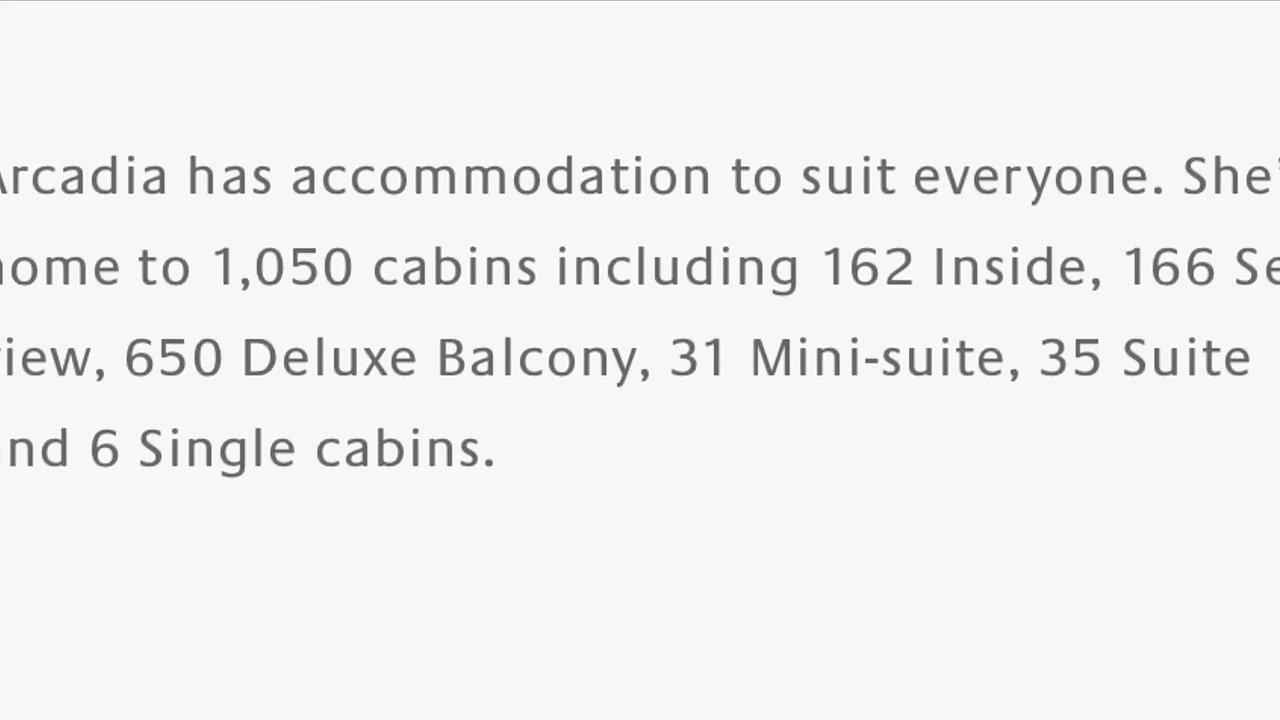 Arcadia has accommodation to suit everyone. She'
home to 1,050 cabins including 162 Inside, 166 Se
view, 650 Deluxe Balcony, 31 Mini-suite, 35 Suite
and 6 Single cabins.